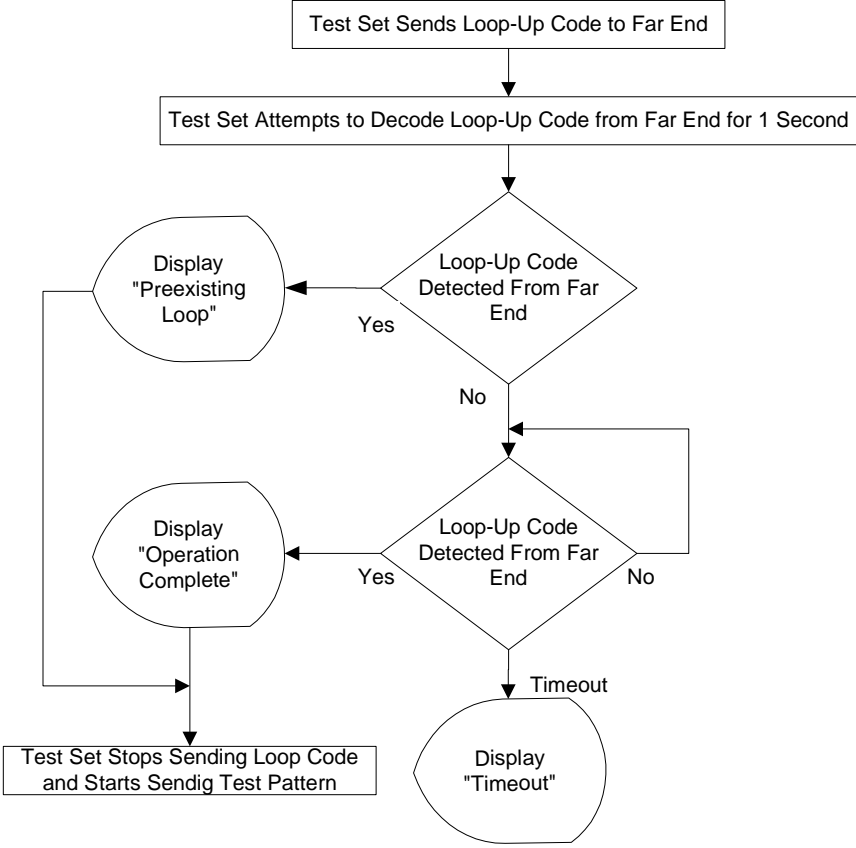 Test Set Sends Loop-Up Code to Far End
Test Set Attempts to Decode Loop-Up Code from Far End for 1 Second
Loop-Up Code
Detected From Far
End
Display
"Preexisting
Loop"
Yes
No
Loop-Up Code
Detected From Far
End
Display
"Operation
Complete"
Yes
No
Timeout
Test Set Stops Sending Loop Code
and Starts Sendig Test Pattern
Display
"Timeout"